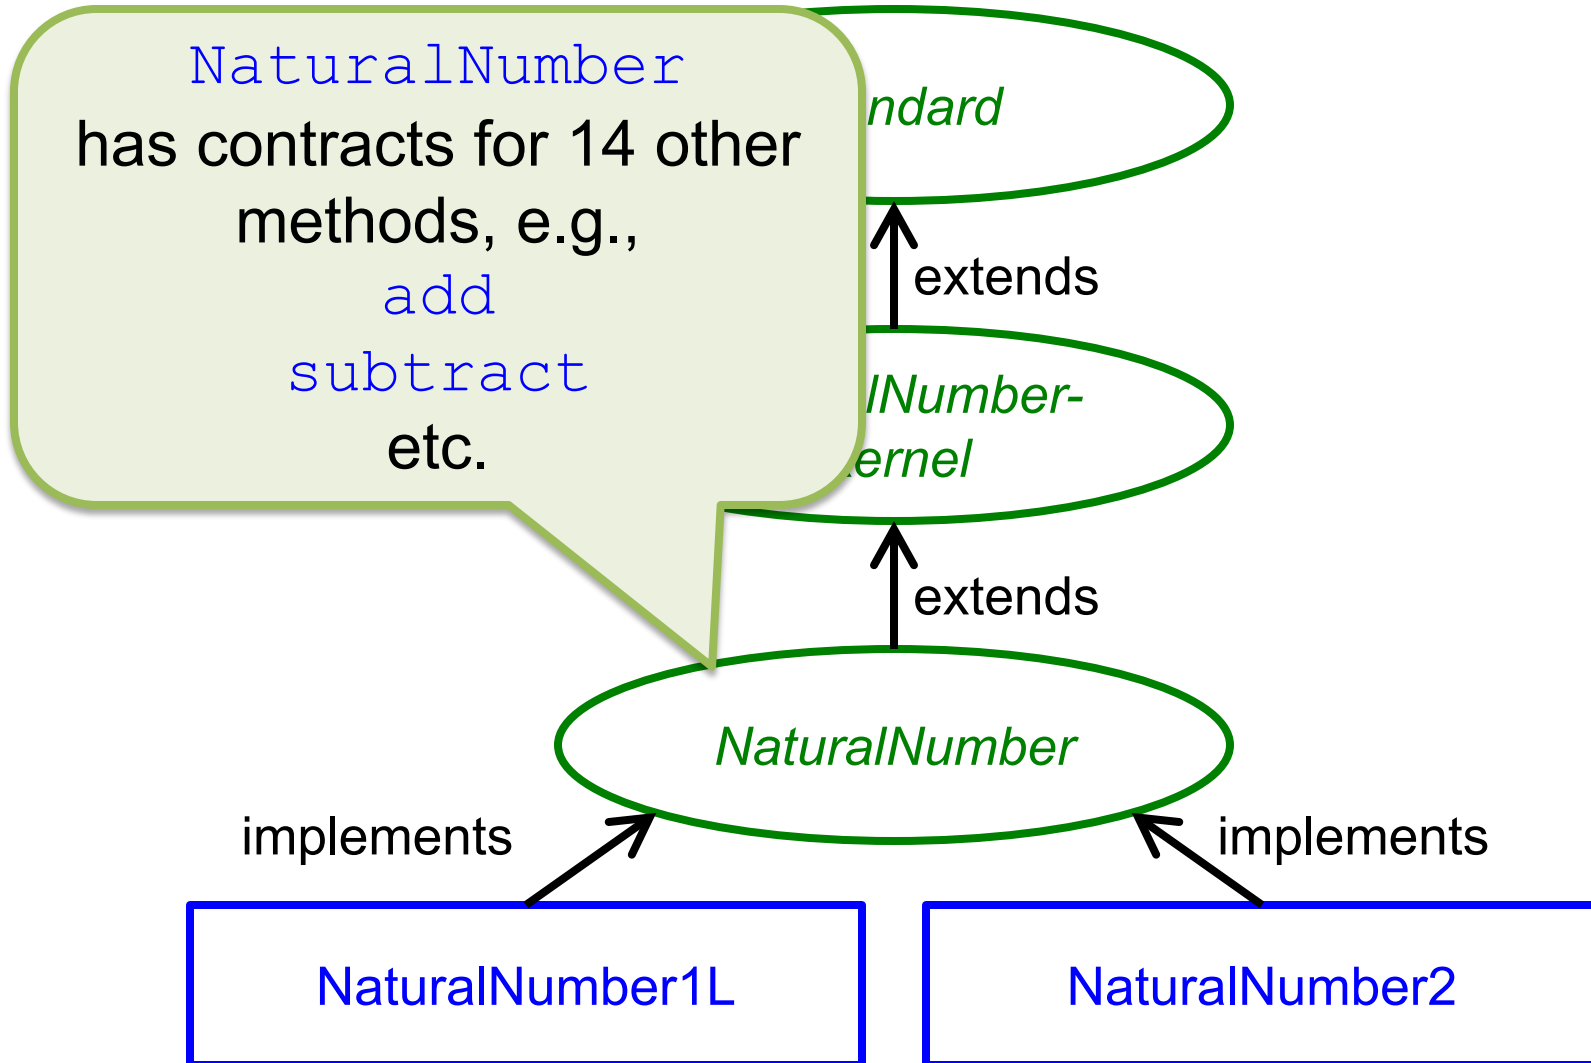 NaturalNumber
has contracts for 14 other
methods, e.g.,
add
subtract
etc.
ndard
extends
lNumber-
ernel
extends
NaturalNumber
implements
implements
NaturalNumber1L
NaturalNumber2